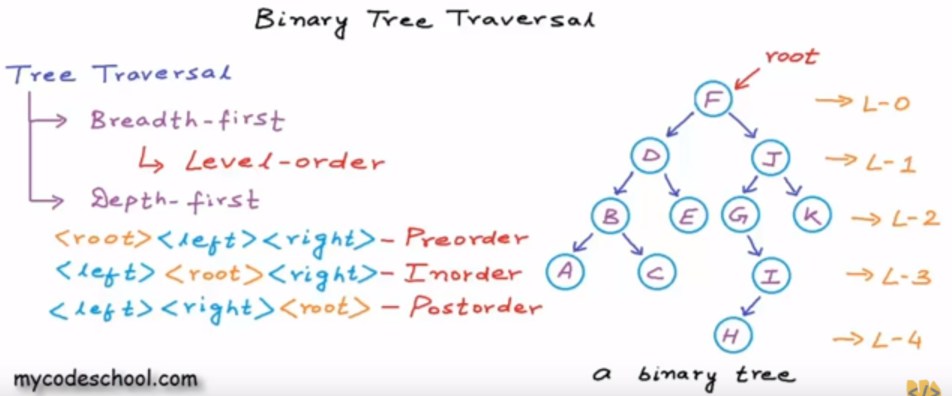 Binary Tree Traversal
Tree Traversal
→ Breadth-first
↳ Level-order
→ Depth-first
<root><left><right> - Preorder
<left><root><right> - Inorder
<left><right><root> - Postorder
root
F → L-0
D J → L-1
B E G K → L-2
A C I → L-3
H → L-4
a binary tree
mycodeschool.com